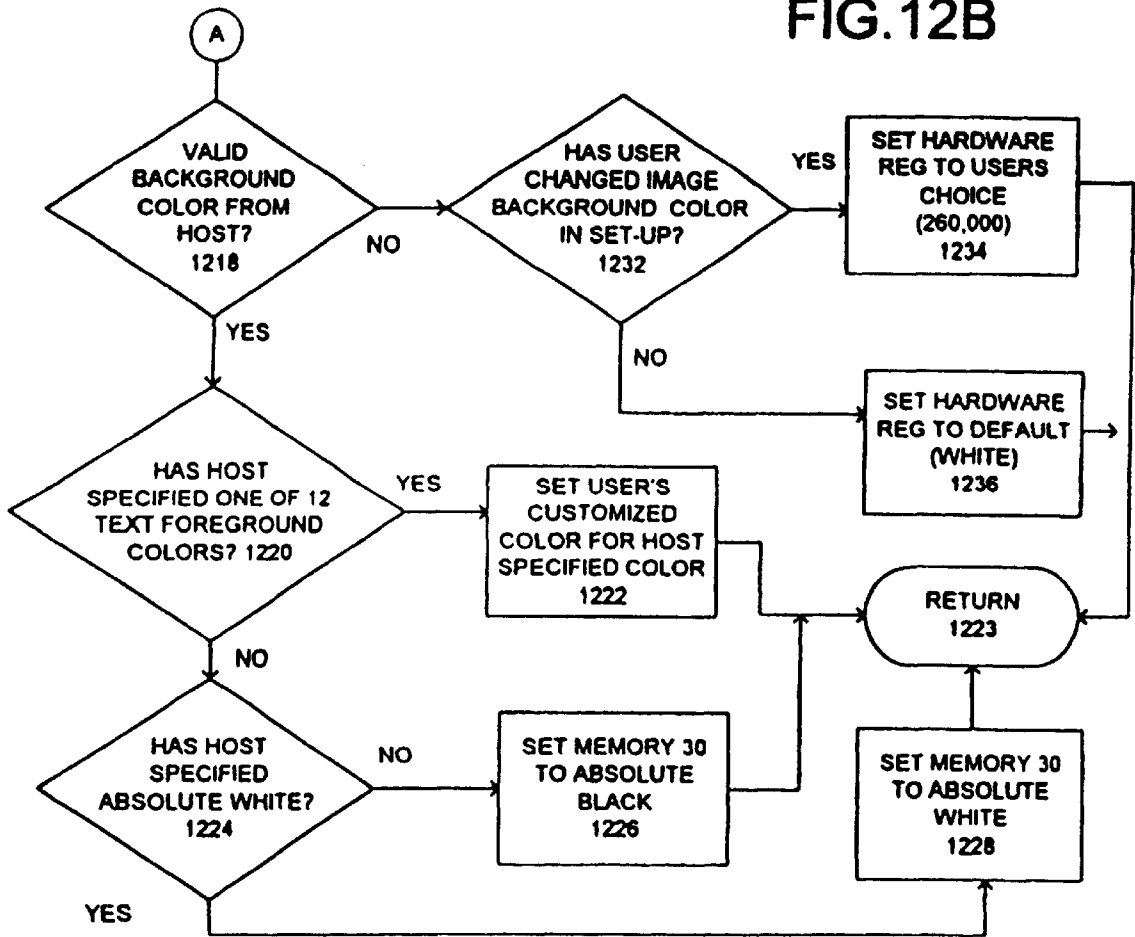 FIG.12B
A
VALID
BACKGROUND
COLOR FROM
HOST?
1218
NO
YES
HAS USER
CHANGED IMAGE
BACKGROUND COLOR
IN SET-UP?
1232
YES
NO
SET HARDWARE
REG TO USERS
CHOICE
(260,000)
1234
SET HARDWARE
REG TO DEFAULT
(WHITE)
1236
HAS HOST
SPECIFIED ONE OF 12
TEXT FOREGROUND
COLORS? 1220
YES
NO
SET USER'S
CUSTOMIZED
COLOR FOR HOST
SPECIFIED COLOR
1222
RETURN
1223
HAS HOST
SPECIFIED
ABSOLUTE WHITE?
1224
NO
YES
SET MEMORY 30
TO ABSOLUTE
BLACK
1226
SET MEMORY 30
TO ABSOLUTE
WHITE
1228